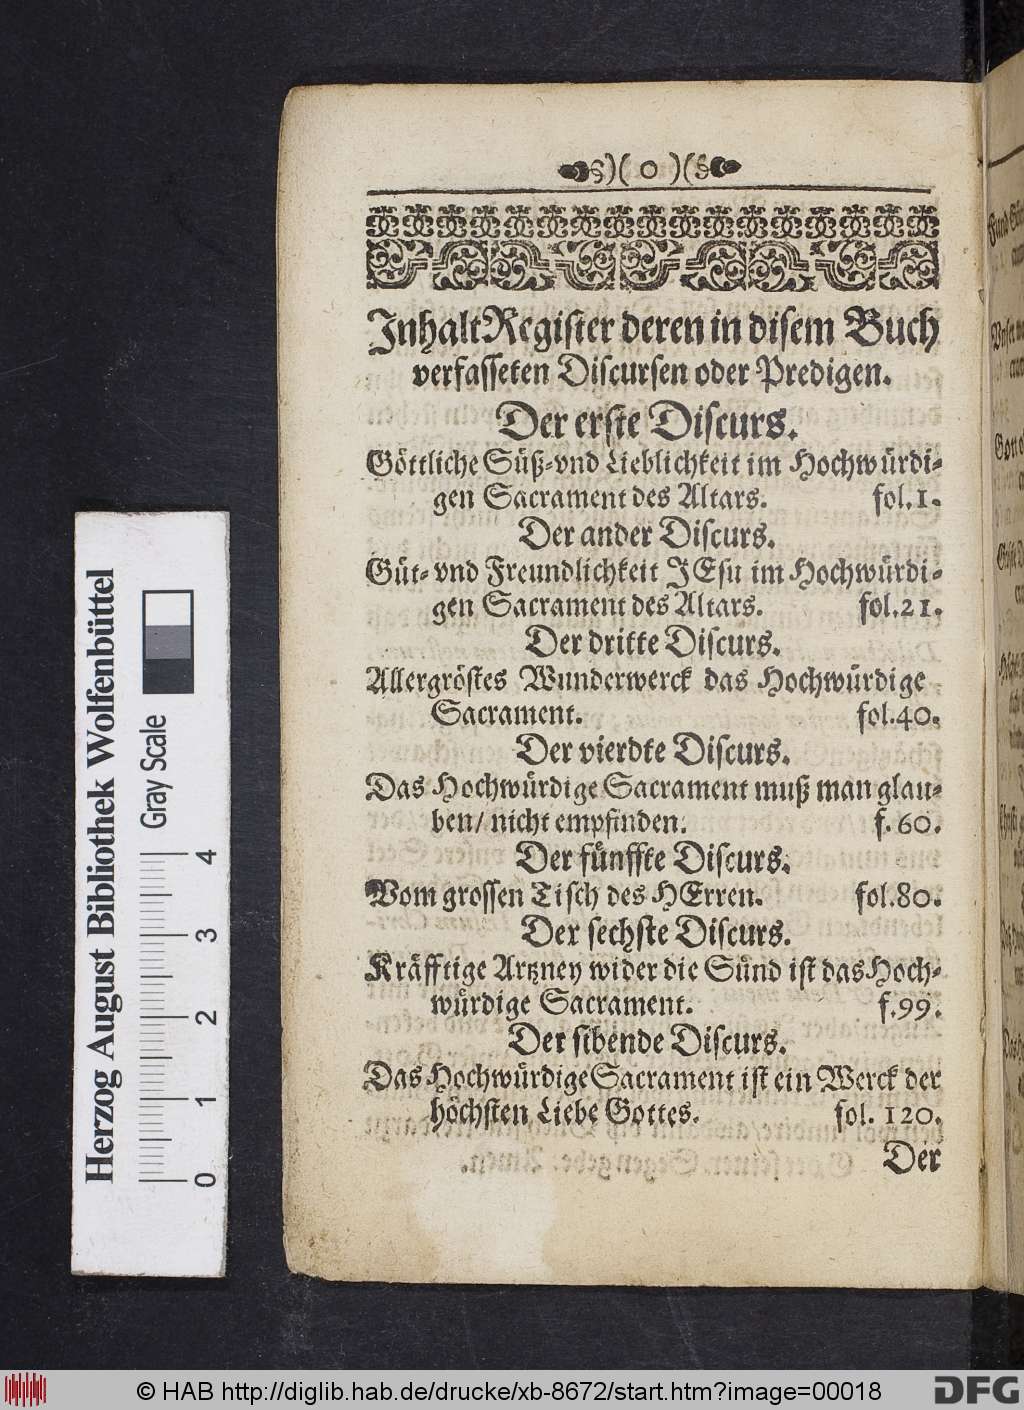 §)( o )(§
Inhalt Register deren in disem Buch
verfasseten Discursen oder Predigen.
Der erste Discurs.
Göttliche Süß-vnd Lieblichkeit im Hochwürdi-
gen Sacrament des Altars. fol.1.
Der ander Discurs.
Güt-vnd Freundlichkeit JEsu im Hochwürdi-
gen Sacrament des Altars. fol.21.
Der dritte Discurs.
Allergröstes Wunderwerck das Hochwürdige
Sacrament. fol.40.
Der vierdte Discurs.
Das Hochwürdige Sacrament muß man glau-
ben/ nicht empfinden. f.60.
Der fünffte Discurs.
Vom grossen Tisch des HErren. fol.80.
Der sechste Discurs.
Kräfftige Artzney wider die Sünd ist das Hoch-
würdige Sacrament. f.99.
Der sibende Discurs.
Das Hochwürdige Sacrament ist ein Werck der
höchsten Liebe Gottes. fol. 120.
Der
Herzog August Bibliothek Wolfenbüttel
Gray Scale
0 1 2 3 4
© HAB http://diglib.hab.de/drucke/xb-8672/start.htm?image=00018
DFG